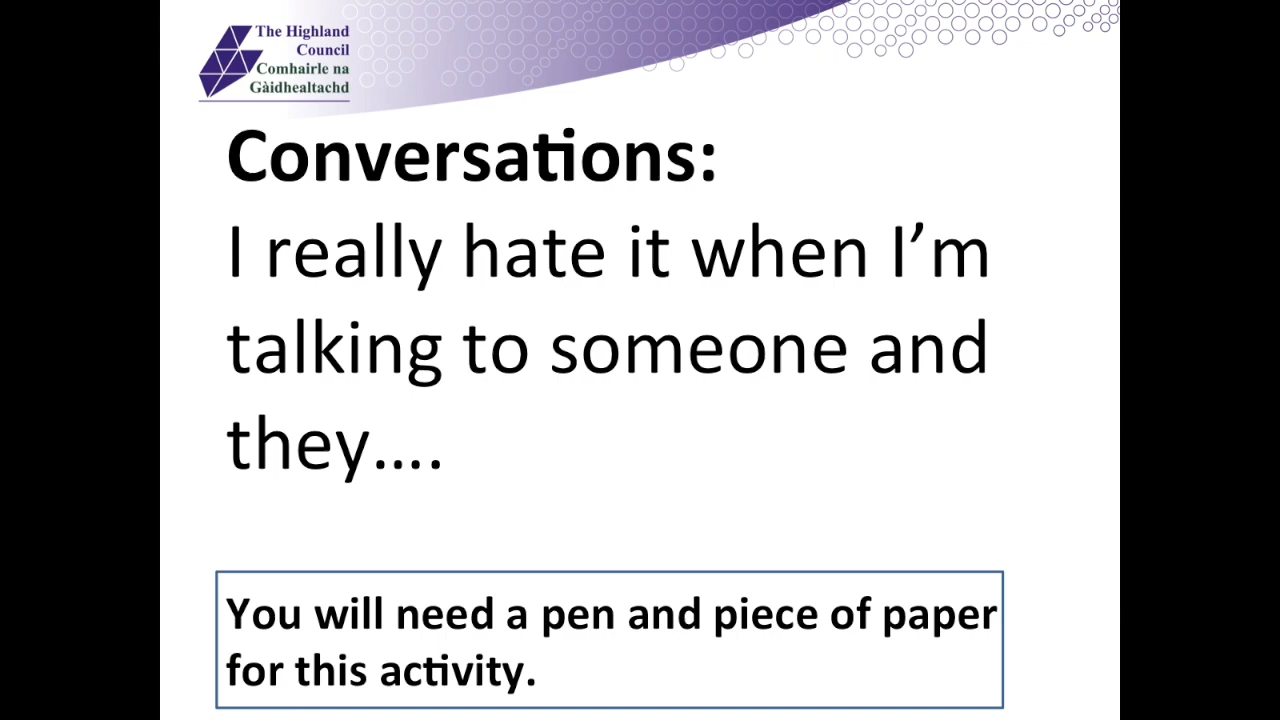 The Highland
Council
Comhairle na
Gàidhealtachd
Conversations:
I really hate it when I’m
talking to someone and
they….
You will need a pen and piece of paper
for this activity.